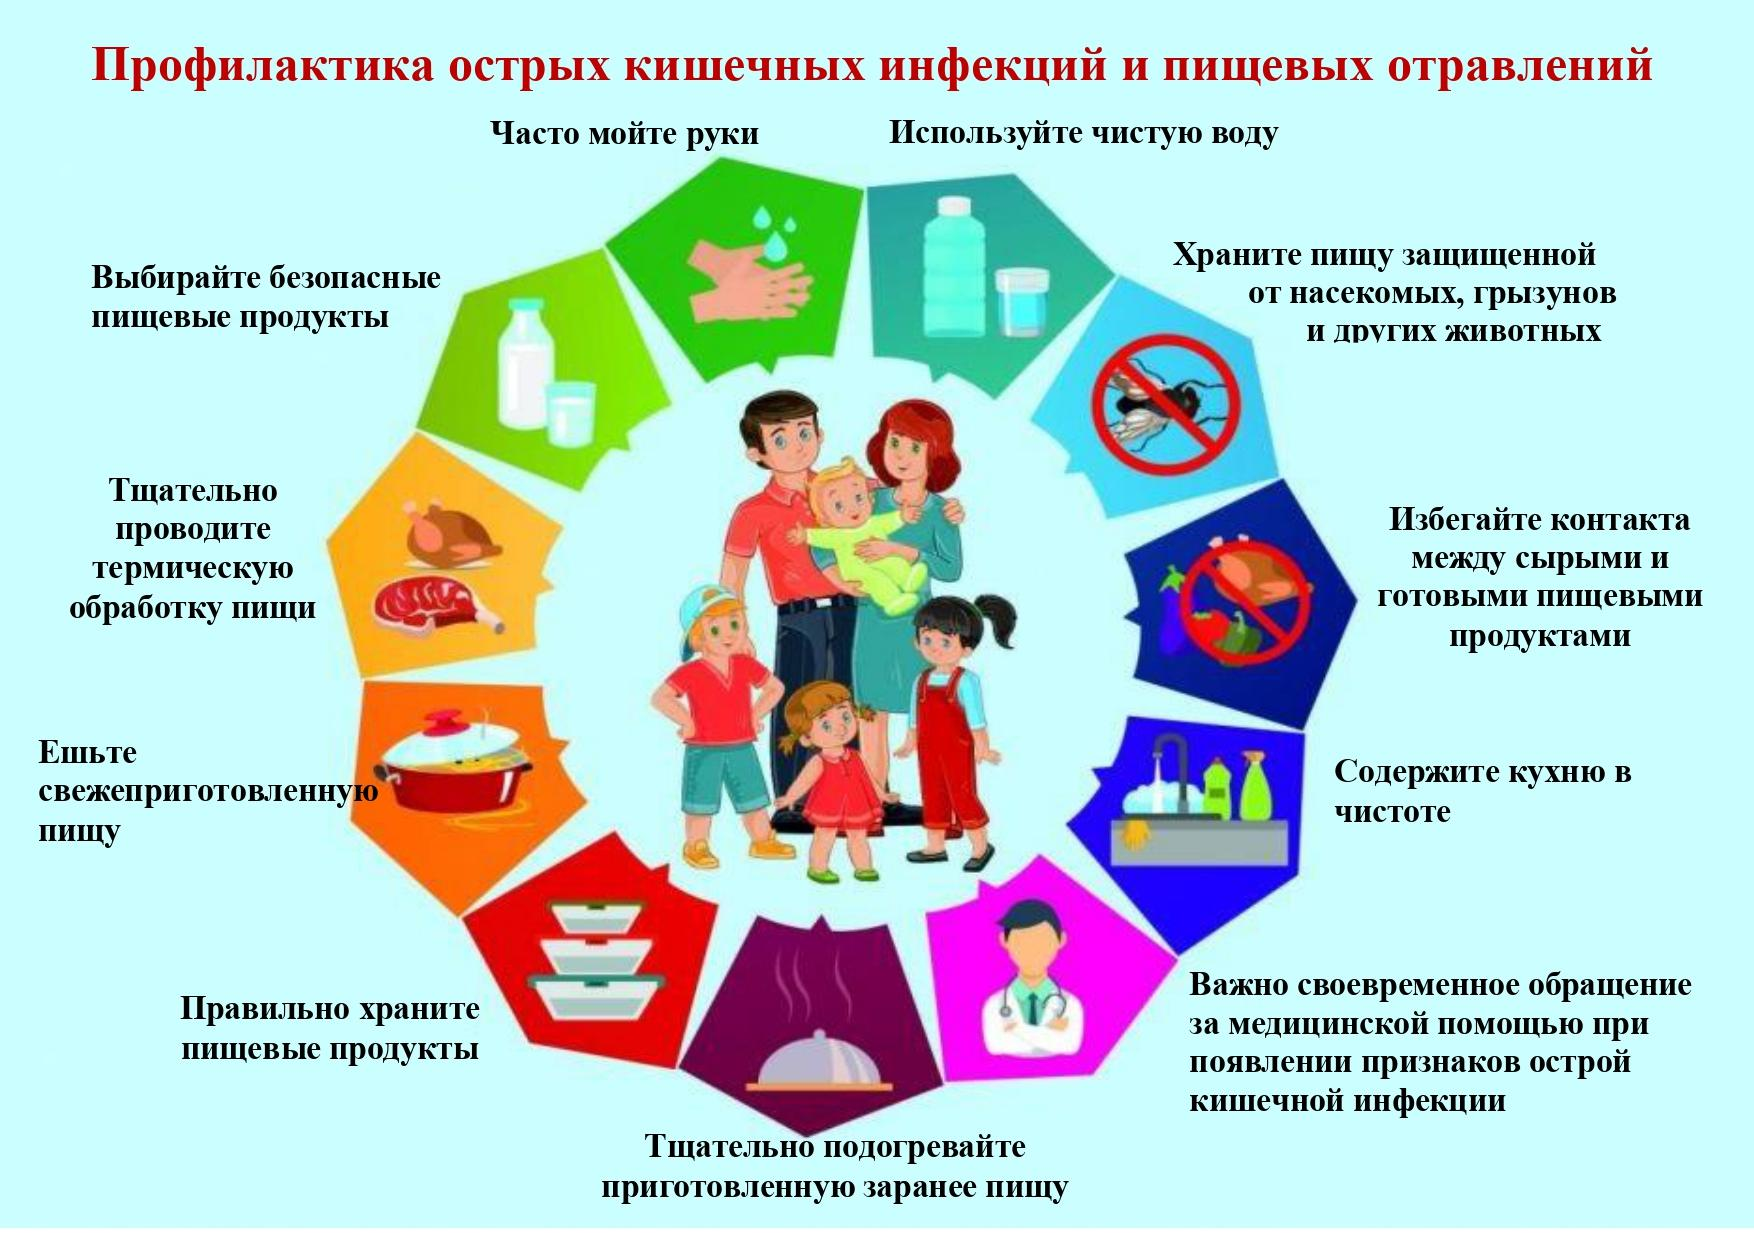 Профилактика острых кишечных инфекций и пищевых отравлений
Часто мойте руки
Используйте чистую воду
Храните пищу защищенной
от насекомых, грызунов
и других животных
Избегайте контакта
между сырыми и
готовыми пищевыми
продуктами
Содержите кухню в
чистоте
Важно своевременное обращение
за медицинской помощью при
появлении признаков острой
кишечной инфекции
Тщательно подогревайте
приготовленную заранее пищу
Правильно храните
пищевые продукты
Ешьте
свежеприготовленную
пищу
Тщательно
проводите
термическую
обработку пищи
Выбирайте безопасные
пищевые продукты